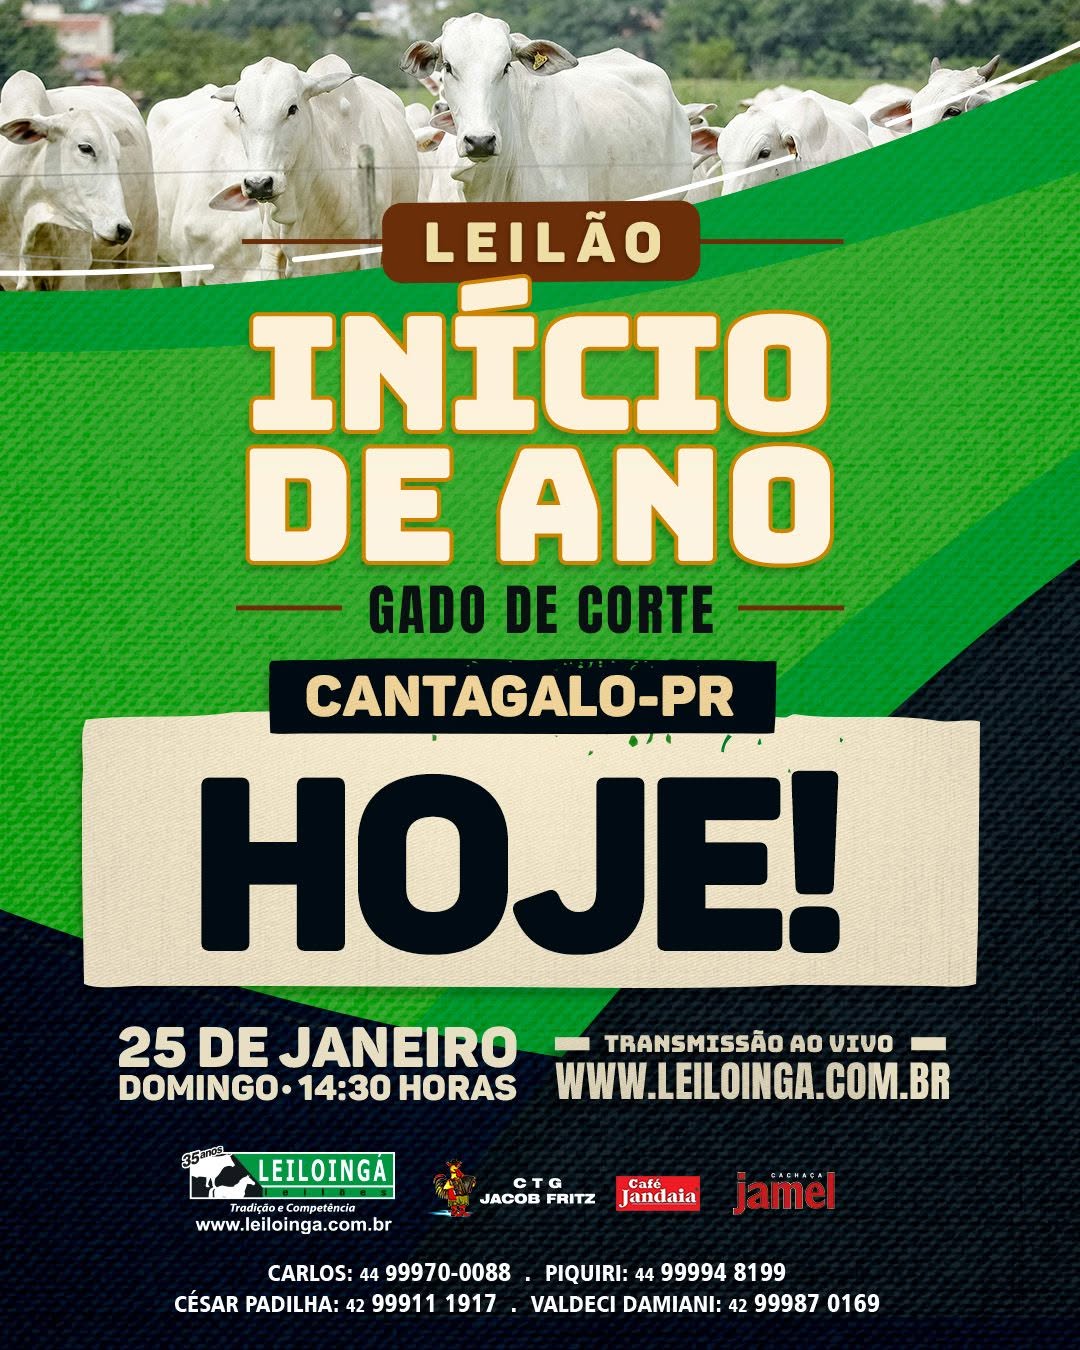 LEILÃO
INÍCIO
DE ANO
GADO DE CORTE
CANTAGALO-PR
HOJE!
25 DE JANEIRO
DOMINGO • 14:30 HORAS
TRANSMISSÃO AO VIVO
WWW.LEILOINGA.COM.BR
35 anos
LEILOINGÁ
leilões
Tradição e Competência
www.leiloinga.com.br
CTG
JACOB FRITZ
Café
Jandaia
CACHAÇA
jamel
CARLOS: 44 99970-0088 . PIQUIRI: 44 99994 8199
CÉSAR PADILHA: 42 99911 1917 . VALDECI DAMIANI: 42 99987 0169